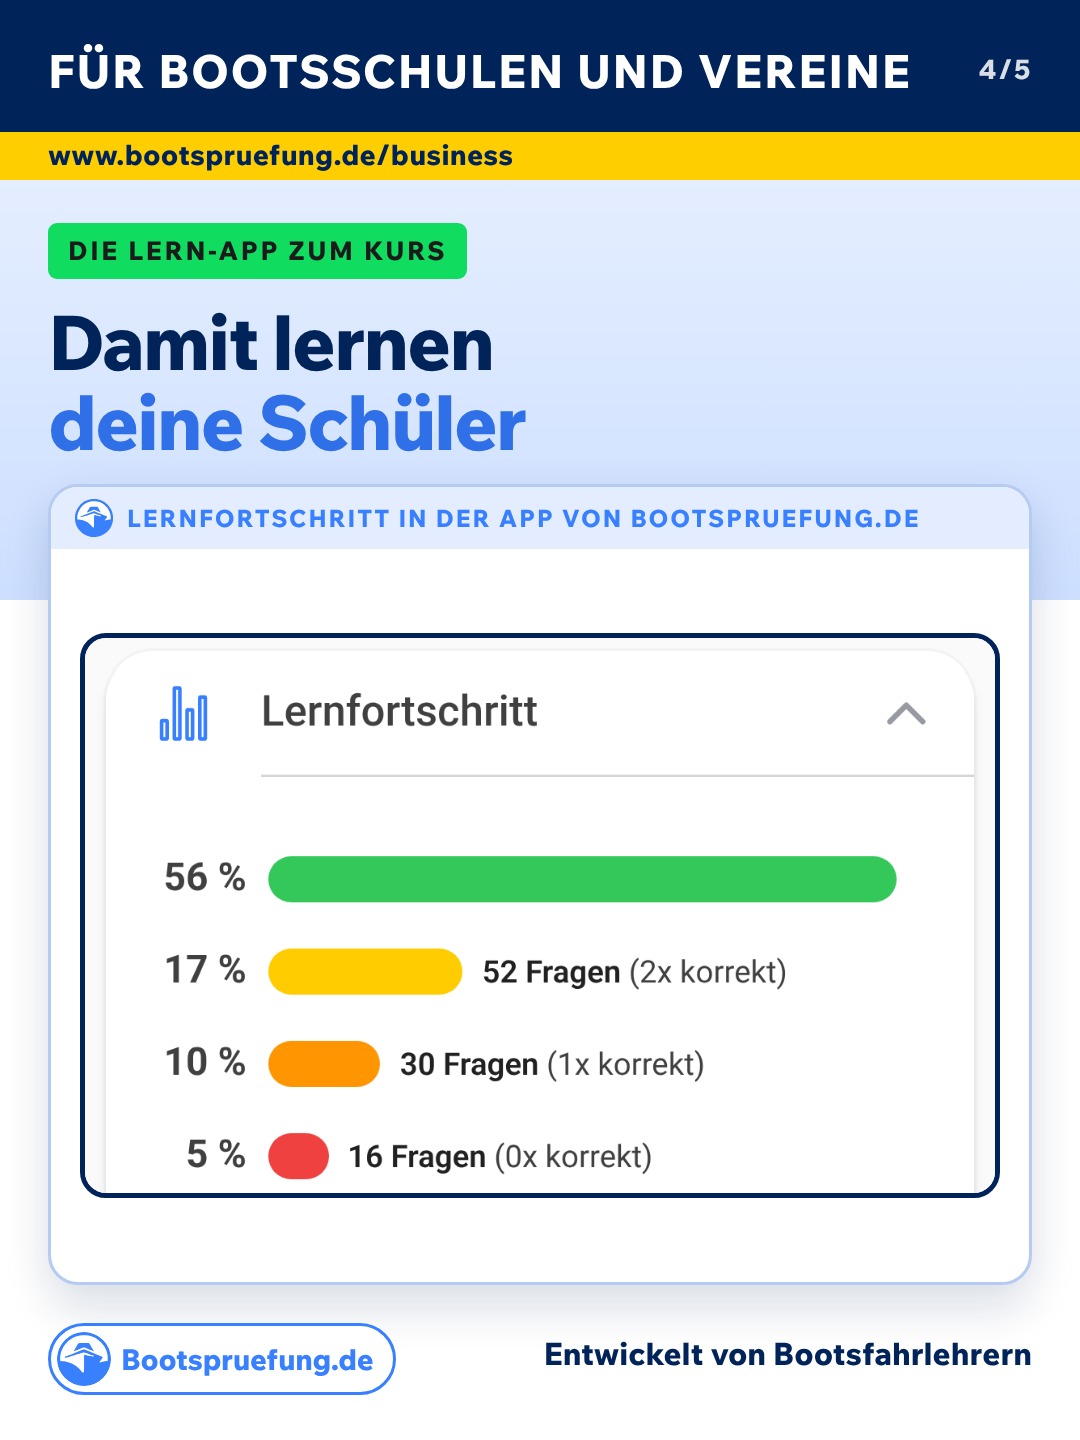 FÜR BOOTSSCHULEN UND VEREINE 4/5
www.bootspruefung.de/business
DIE LERN-APP ZUM KURS
Damit lernen
deine Schüler
LERNFORTSCHRITT IN DER APP VON BOOTSPRUEFUNG.DE
Lernfortschritt
56 %
17 % 52 Fragen (2x korrekt)
10 % 30 Fragen (1x korrekt)
5 % 16 Fragen (0x korrekt)
Bootspruefung.de
Entwickelt von Bootsfahrlehrern